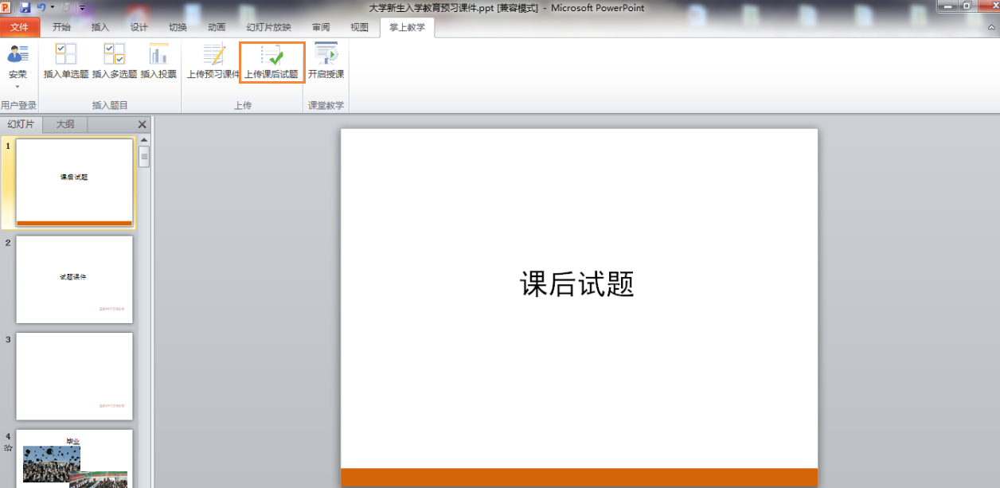 大学新生入学教育预习课件.ppt [兼容模式] - Microsoft PowerPoint
文件 开始 插入 设计 切换 动画 幻灯片放映 审阅 视图 掌上教学
安荣 插入单选题 插入多选题 插入投票 上传预习课件 上传课后试题 开启授课
用户登录 插入题目 上传 课堂教学
幻灯片 大纲
1
课后试题
2
试题课件
3
4
毕业
课后试题